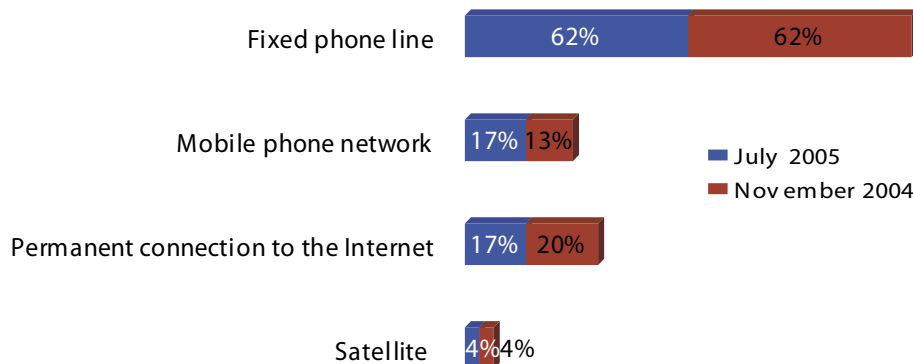 Fixed phone line 62% 62%
Mobile phone network 17% 13%
July 2005
November 2004
Permanent connection to the Internet 17% 20%
Satellite 4% 4%